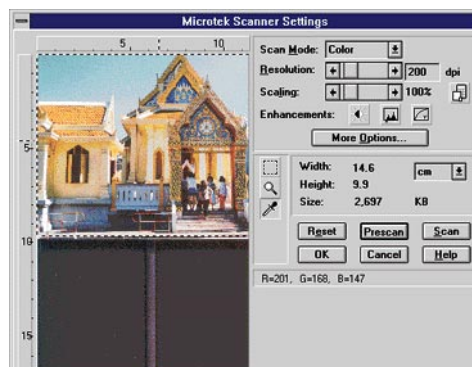 Microtek Scanner Settings
5 10
Scan Mode: Color
Resolution: 200 dpi
Scaling: 100%
Enhancements:
More Options...
5
Width: 14.6 cm
Height: 9.9
Size: 2,697 KB
Reset Prescan Scan
10
OK Cancel Help
R=201, G=168, B=147
15